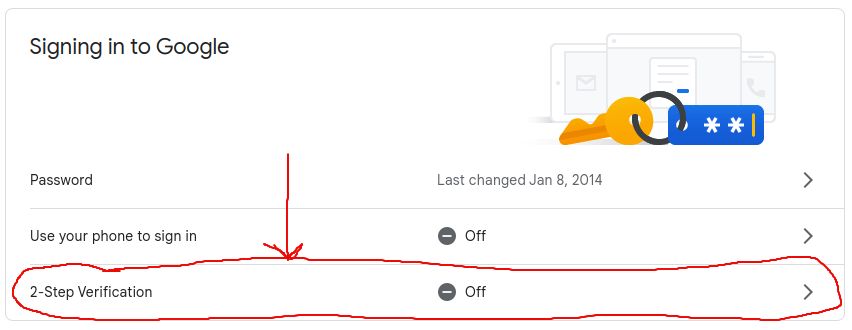 Signing in to Google
* * |
Password Last changed Jan 8, 2014
Use your phone to sign in Off
2-Step Verification Off